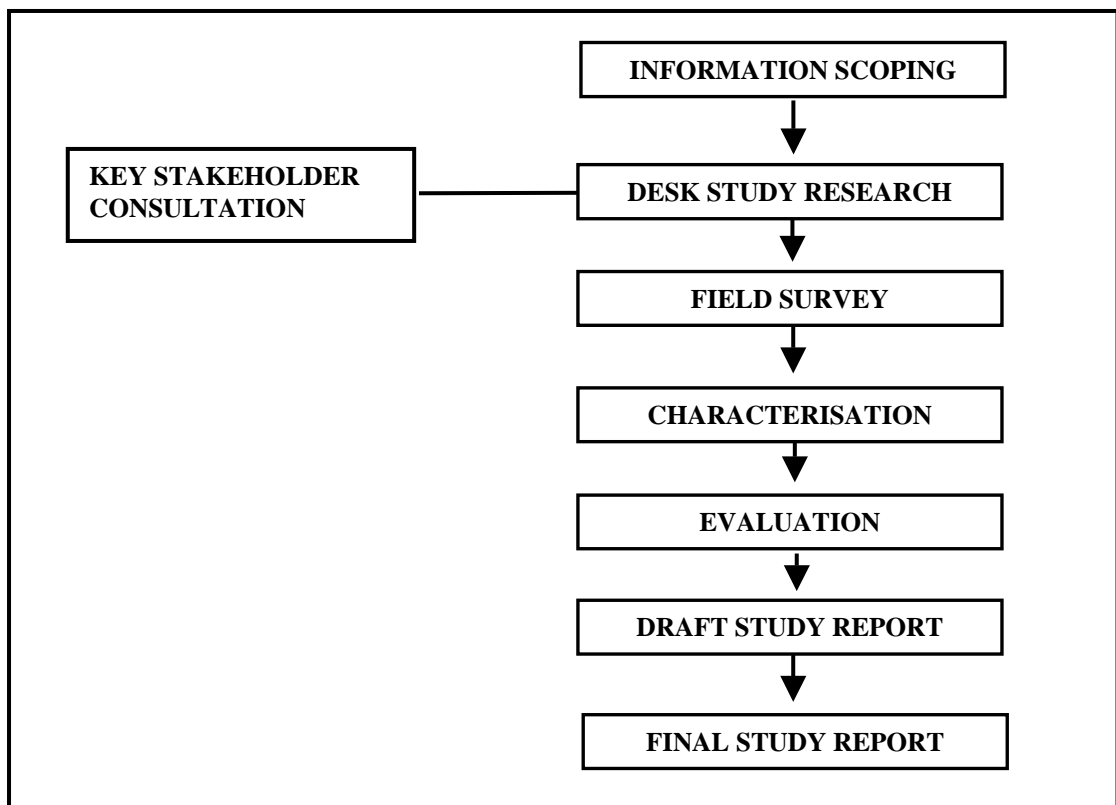 INFORMATION SCOPING
KEY STAKEHOLDER
CONSULTATION
DESK STUDY RESEARCH
FIELD SURVEY
CHARACTERISATION
EVALUATION
DRAFT STUDY REPORT
FINAL STUDY REPORT